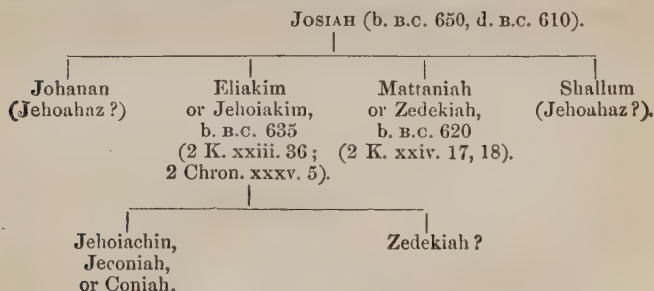 JOSIAH (b. B.C. 650, d. B.C. 610).
Johanan
(Jehoahaz ?)
Eliakim
or Jehoiakim,
b. B.C. 635
(2 K. xxiii. 36 ;
2 Chron. xxxv. 5).
Mattaniah
or Zedekiah,
b. B.C. 620
(2 K. xxiv. 17, 18).
Shallum
(Jehoahaz ?).
Jehoiachin,
Jeconiah,
or Coniah.
Zedekiah ?